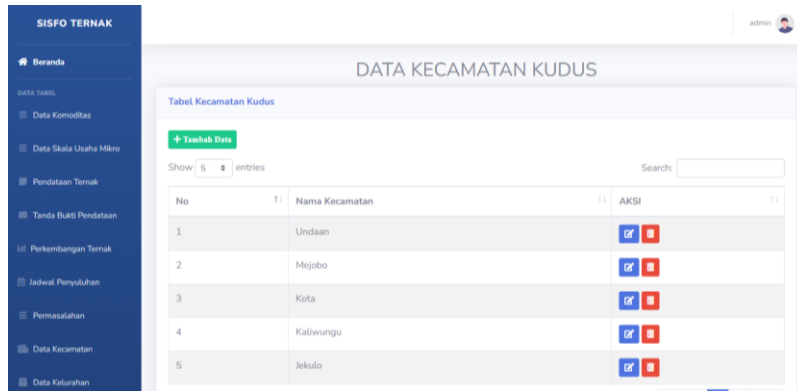 SISFO TERNAK
admin
Beranda
DATA TABEL
Data Komoditas
Data Skala Usaha Mikro
Pendataan Ternak
Tanda Bukti Pendataan
Perkembangan Ternak
Jadwal Penyuluhan
Permasalahan
Data Kecamatan
Data Kelurahan
DATA KECAMATAN KUDUS
Tabel Kecamatan Kudus
+ Tambah Data
Show 5 entries
Search:
No Nama Kecamatan AKSI
1 Undaan
2 Mejobo
3 Kota
4 Kaliwungu
5 Jekulo